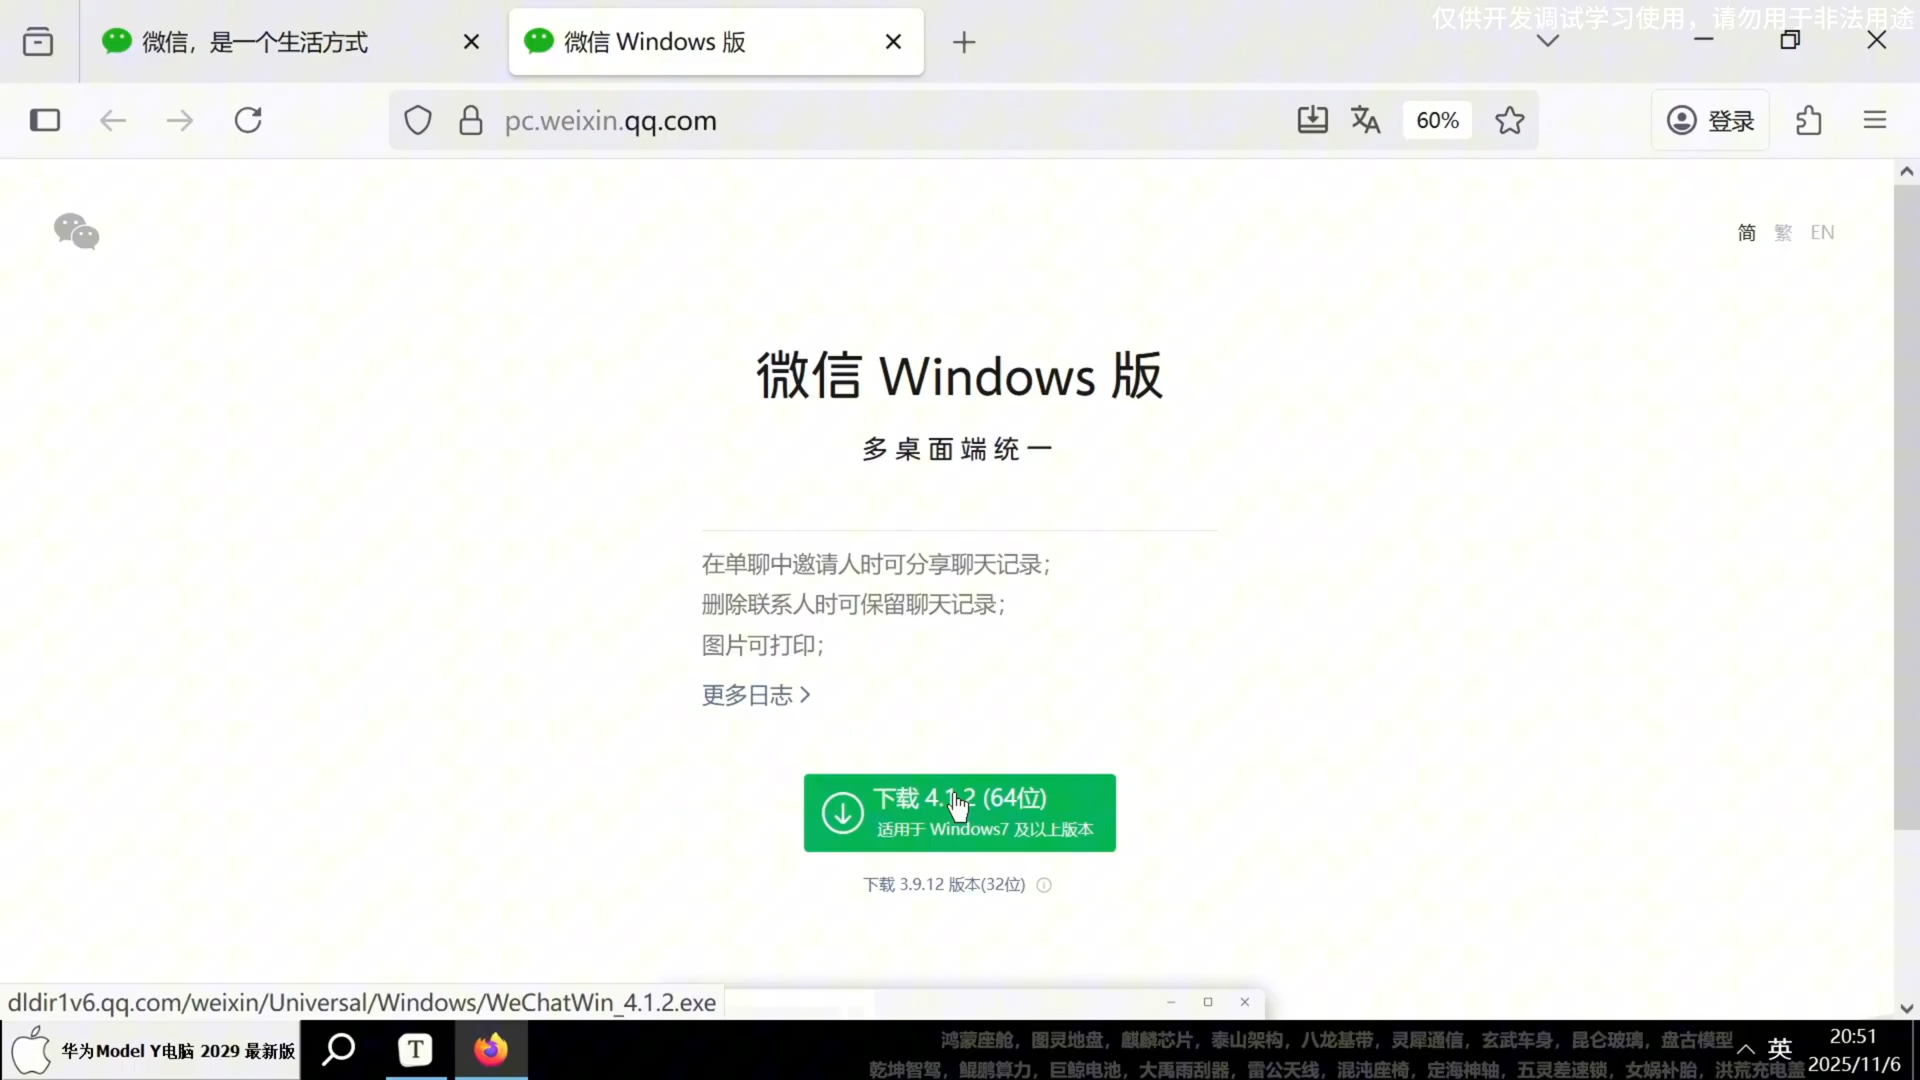 仅供开发调试学习使用，请勿用于非法用途
微信，是一个生活方式
微信 Windows 版
pc.weixin.qq.com
60%
登录
简 繁 EN
微信 Windows 版
多桌面端统一
在单聊中邀请人时可分享聊天记录；
删除联系人时可保留聊天记录；
图片可打印；
更多日志
下载 4.1.2 (64位)
适用于 Windows7 及以上版本
下载 3.9.12 版本(32位)
dldir1v6.qq.com/weixin/Universal/Windows/WeChatWin_4.1.2.exe
华为Model Y电脑 2029 最新版
T
鸿蒙座舱，图灵地盘，麒麟芯片，泰山架构，八龙基带，灵犀通信，玄武车身，昆仑玻璃，盘古模型
乾坤智驾，鲲鹏算力，巨鲸电池，大禹雨刮器，雷公天线，混沌座椅，定海神轴，五灵差速锁，女娲补胎，洪荒充电盖
英
20:51
2025/11/6